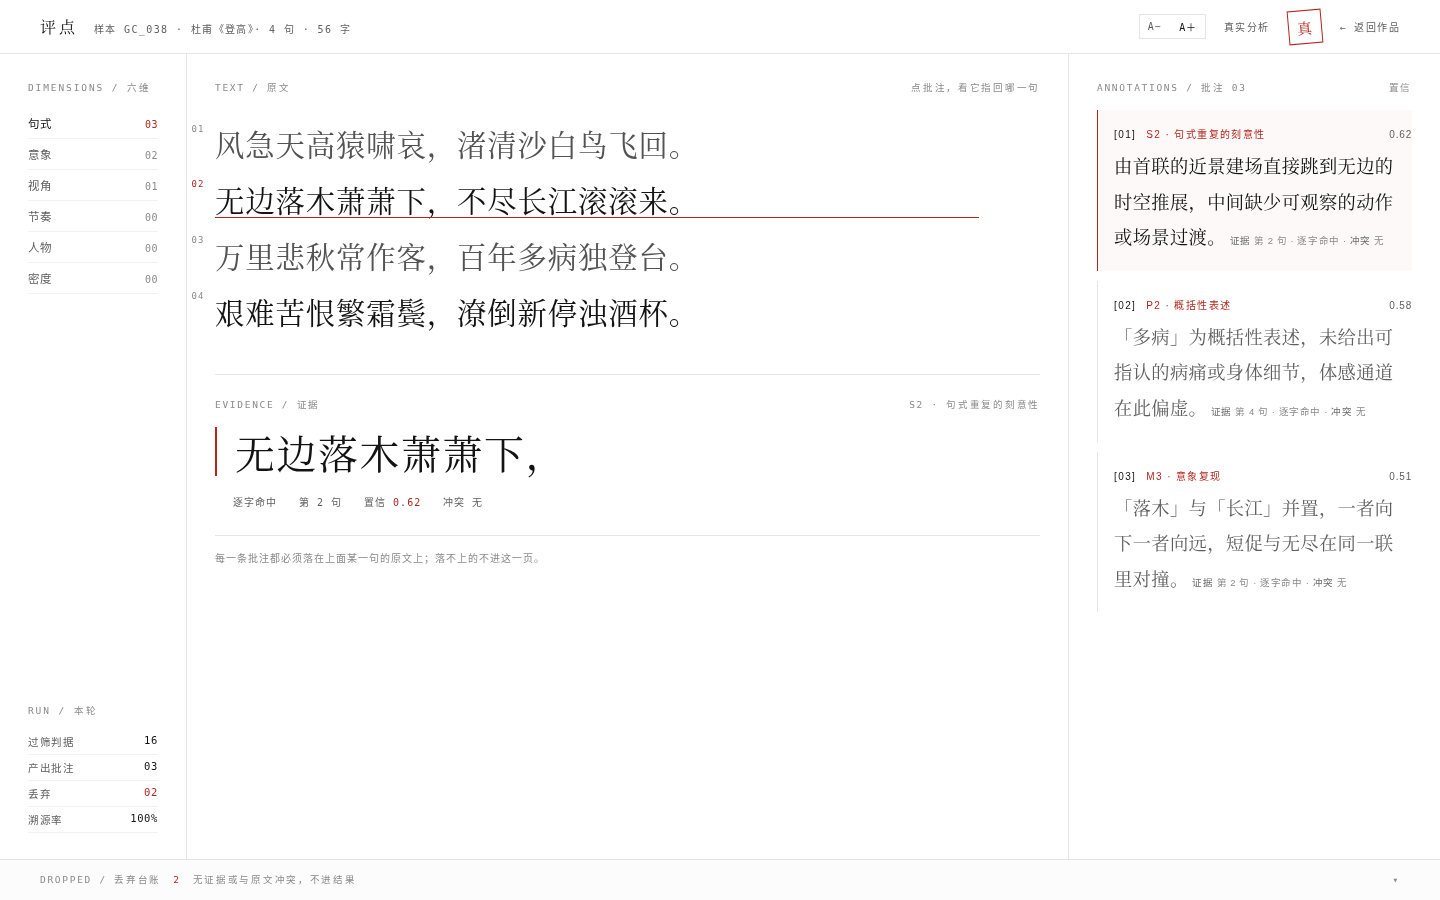 评点 样本 GC_038 · 杜甫《登高》· 4 句 · 56 字
A− A＋ 真实分析 真 ← 返回作品
DIMENSIONS / 六维
句式 03
意象 02
视角 01
节奏 00
人物 00
密度 00
RUN / 本轮
过筛判据 16
产出批注 03
丢弃 02
溯源率 100%
TEXT / 原文 点批注，看它指回哪一句
01 风急天高猿啸哀，渚清沙白鸟飞回。
02 无边落木萧萧下，不尽长江滚滚来。
03 万里悲秋常作客，百年多病独登台。
04 艰难苦恨繁霜鬓，潦倒新停浊酒杯。
EVIDENCE / 证据 S2 · 句式重复的刻意性
无边落木萧萧下，
逐字命中 第 2 句 置信 0.62 冲突 无
每一条批注都必须落在上面某一句的原文上；落不上的不进这一页。
ANNOTATIONS / 批注 03 置信
[01] S2 · 句式重复的刻意性 0.62
由首联的近景建场直接跳到无边的
时空推展，中间缺少可观察的动作
或场景过渡。 证据 第 2 句 · 逐字命中 · 冲突 无
[02] P2 · 概括性表述 0.58
「多病」为概括性表述，未给出可
指认的病痛或身体细节，体感通道
在此偏虚。 证据 第 4 句 · 逐字命中 · 冲突 无
[03] M3 · 意象复现 0.51
「落木」与「长江」并置，一者向
下一者向远，短促与无尽在同一联
里对撞。 证据 第 2 句 · 逐字命中 · 冲突 无
DROPPED / 丢弃台账 2 无证据或与原文冲突，不进结果 ▾